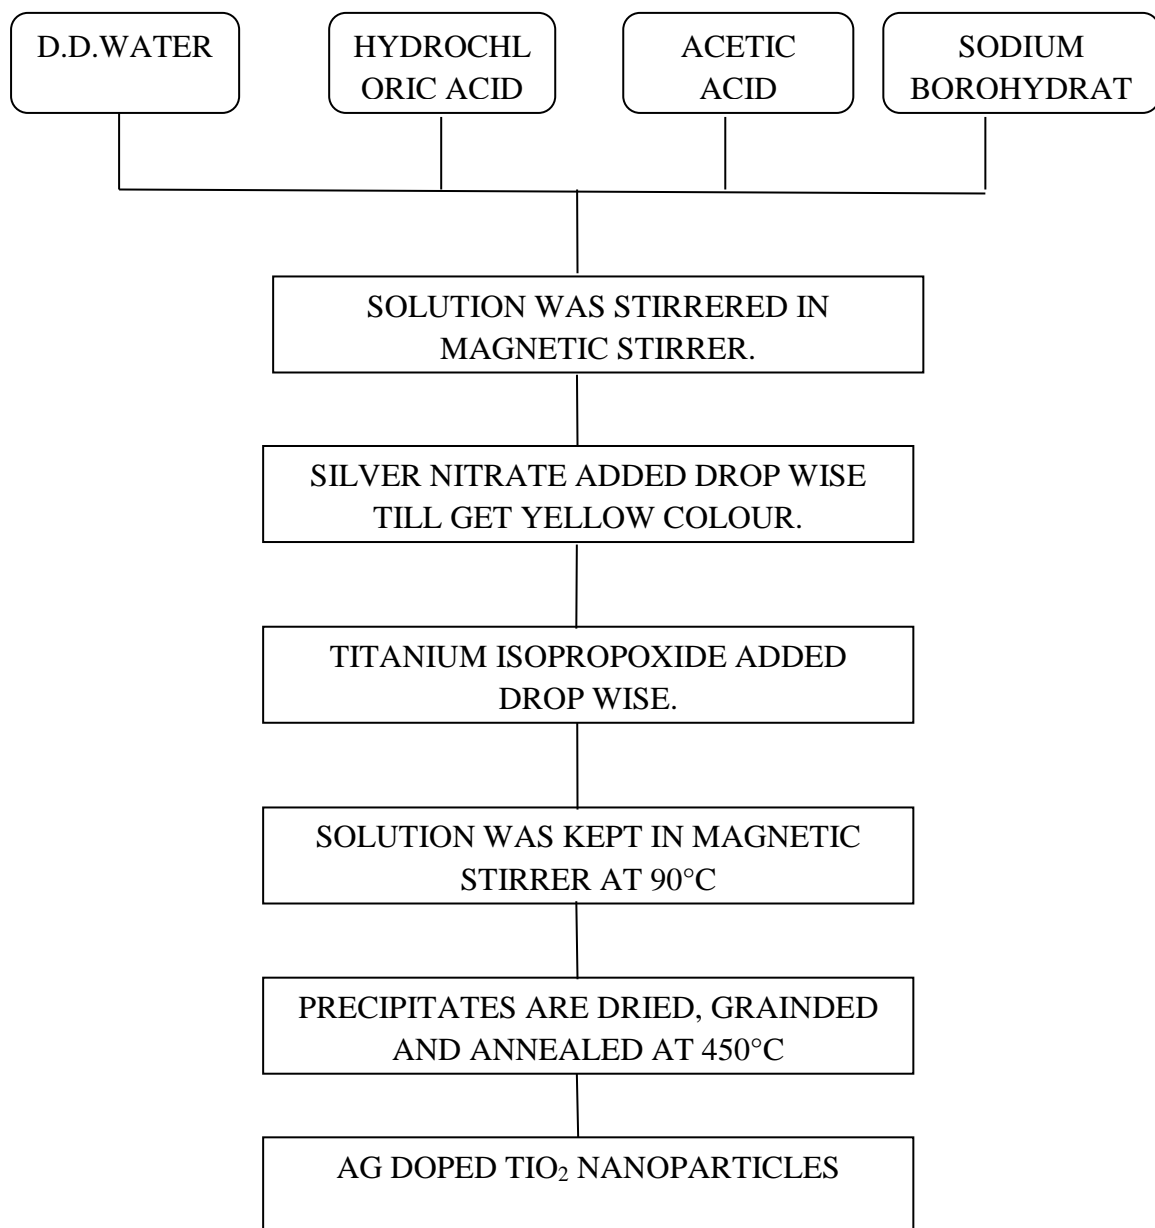 D.D.WATER
HYDROCHL
ORIC ACID
ACETIC
ACID
SODIUM
BOROHYDRAT
SOLUTION WAS STIRRERED IN
MAGNETIC STIRRER.
SILVER NITRATE ADDED DROP WISE
TILL GET YELLOW COLOUR.
TITANIUM ISOPROPOXIDE ADDED
DROP WISE.
SOLUTION WAS KEPT IN MAGNETIC
STIRRER AT 90°C
PRECIPITATES ARE DRIED, GRAINDED
AND ANNEALED AT 450°C
AG DOPED TIO₂ NANOPARTICLES